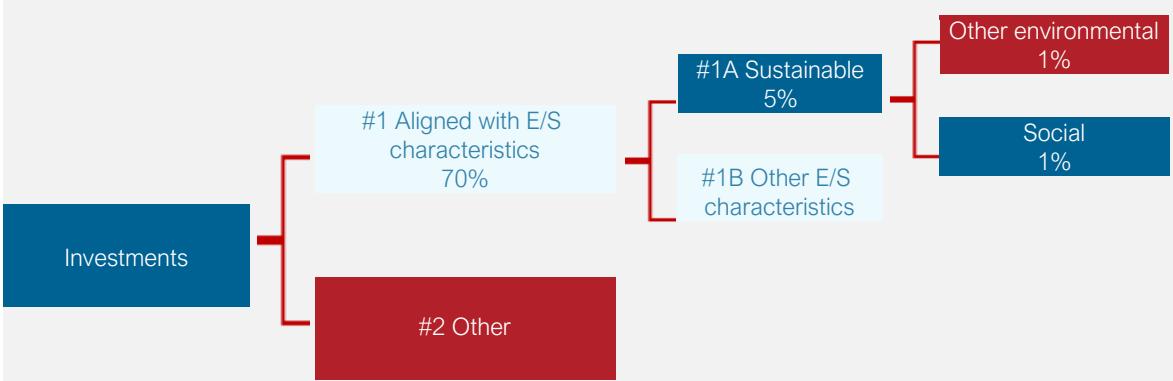 Investments
#1 Aligned with E/S
characteristics
70%
#2 Other
#1A Sustainable
5%
#1B Other E/S
characteristics
Other environmental
1%
Social
1%